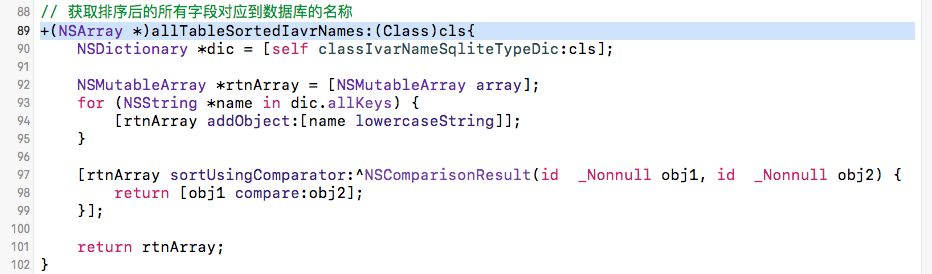 88 // 获取排序后的所有字段对应到数据库的名称
89 +(NSArray *)allTableSortedIavrNames:(Class)cls{
90     NSDictionary *dic = [self classIvarNameSqliteTypeDic:cls];
91
92     NSMutableArray *rtnArray = [NSMutableArray array];
93     for (NSString *name in dic.allKeys) {
94         [rtnArray addObject:[name lowercaseString]];
95     }
96
97     [rtnArray sortUsingComparator:^NSComparisonResult(id  _Nonnull obj1, id  _Nonnull obj2) {
98         return [obj1 compare:obj2];
99     }];
100
101     return rtnArray;
102 }